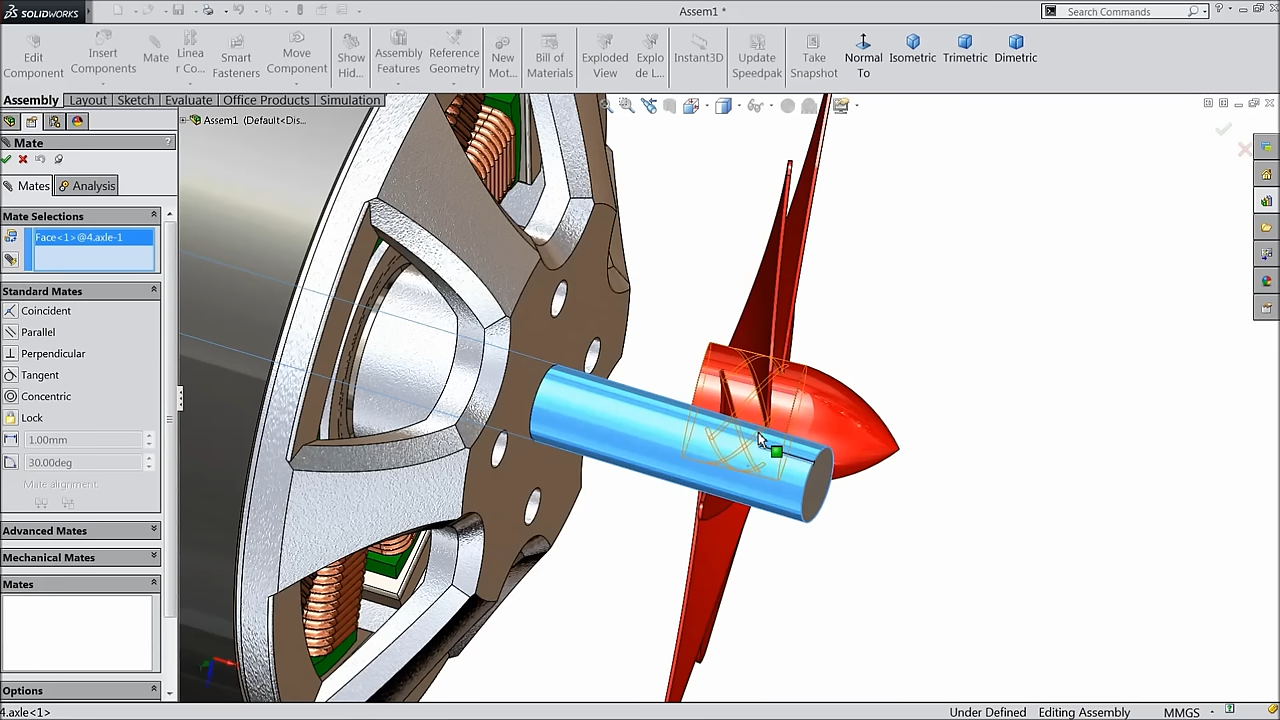 SOLIDWORKS
Assem1 *
Search Commands
Edit Component
Insert Components
Mate
Linea r Co...
Smart Fasteners
Move Component
Show Hid...
Assembly Features
Reference Geometry
New Mot...
Bill of Materials
Exploded View
Explo de L...
Instant3D
Update Speedpak
Take Snapshot
Normal To
Isometric
Trimetric
Dimetric
Assembly
Layout
Sketch
Evaluate
Office Products
Simulation
Assem1 (Default<Dis...
Mate
?
Mates
Analysis
Mate Selections
Face<1>@4.axle-1
Standard Mates
Coincident
Parallel
Perpendicular
Tangent
Concentric
Lock
1.00mm
30.00deg
Mate alignment:
Advanced Mates
Mechanical Mates
Mates
Options
4.axle<1>
Under Defined
Editing Assembly
MMGS